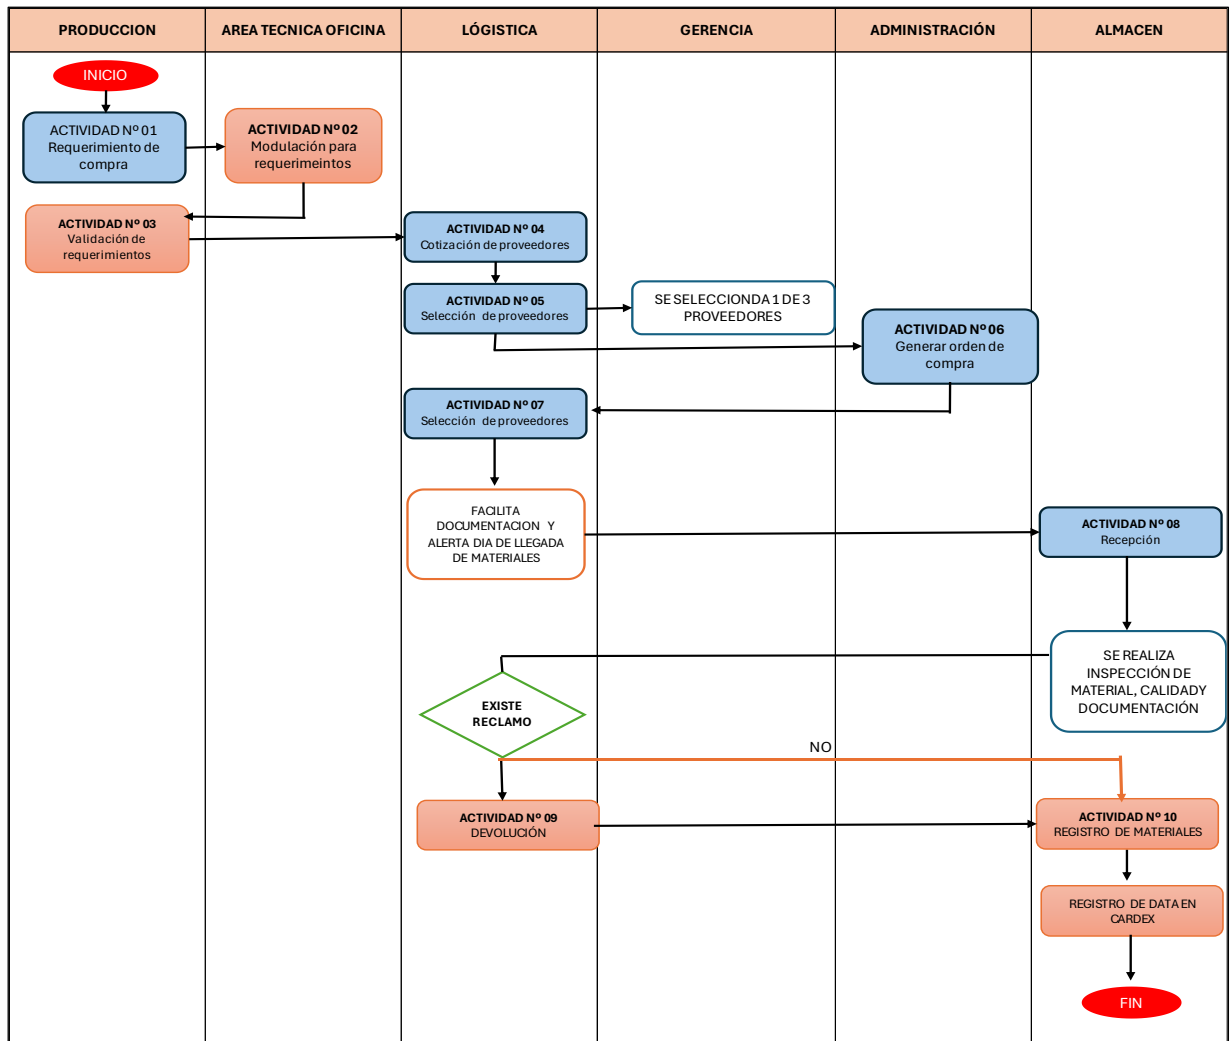 PRODUCCION
AREA TECNICA OFICINA
LÓGISTICA
GERENCIA
ADMINISTRACIÓN
ALMACEN
INICIO
ACTIVIDAD Nº 01
Requerimiento de
compra
ACTIVIDAD Nº 02
Modulación para
requerimeintos
ACTIVIDAD Nº 03
Validación de
requerimientos
ACTIVIDAD Nº 04
Cotización de proveedores
ACTIVIDAD Nº 05
Selección de proveedores
SE SELECCIONDA 1 DE 3
PROVEEDORES
ACTIVIDAD Nº 06
Generar orden de
compra
ACTIVIDAD Nº 07
Selección de proveedores
FACILITA
DOCUMENTACION Y
ALERTA DIA DE LLEGADA
DE MATERIALES
ACTIVIDAD Nº 08
Recepción
SE REALIZA
INSPECCIÓN DE
MATERIAL, CALIDAD Y
DOCUMENTACIÓN
EXISTE
RECLAMO
NO
ACTIVIDAD Nº 09
DEVOLUCIÓN
ACTIVIDAD Nº 10
REGISTRO DE MATERIALES
REGISTRO DE DATA EN
CARDEX
FIN